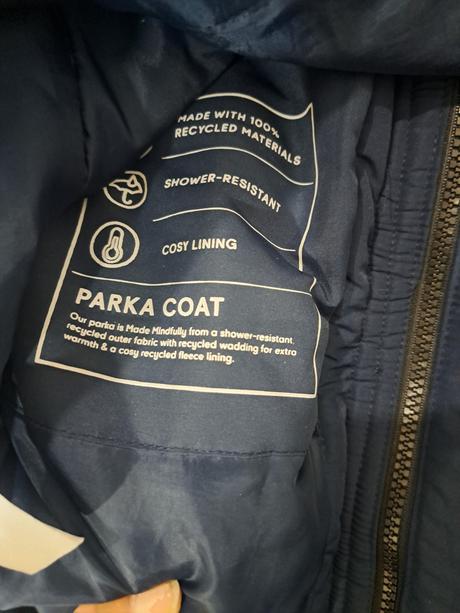 MADE WITH 100%
RECYCLED MATERIALS
SHOWER-RESISTANT
COSY LINING
PARKA COAT
Our parka is Made Mindfully from a shower-resistant,
recycled outer fabric with recycled wadding for extra
warmth & a cosy recycled fleece lining.